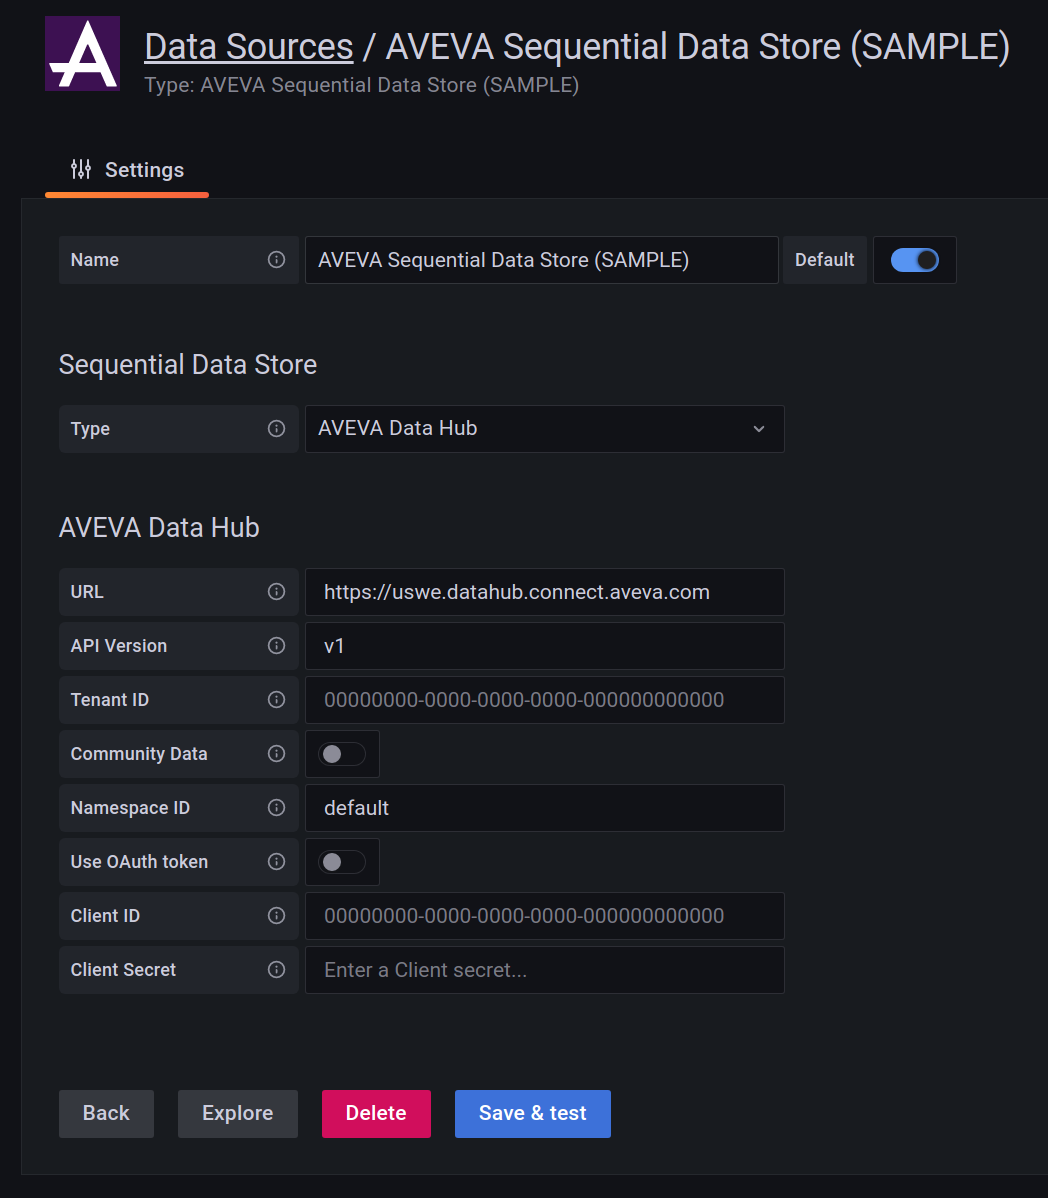 Data Sources / AVEVA Sequential Data Store (SAMPLE)
Type: AVEVA Sequential Data Store (SAMPLE)
Settings
Name AVEVA Sequential Data Store (SAMPLE) Default
Sequential Data Store
Type AVEVA Data Hub
AVEVA Data Hub
URL https://uswe.datahub.connect.aveva.com
API Version v1
Tenant ID 00000000-0000-0000-0000-000000000000
Community Data
Namespace ID default
Use OAuth token
Client ID 00000000-0000-0000-0000-000000000000
Client Secret Enter a Client secret...
Back Explore Delete Save & test